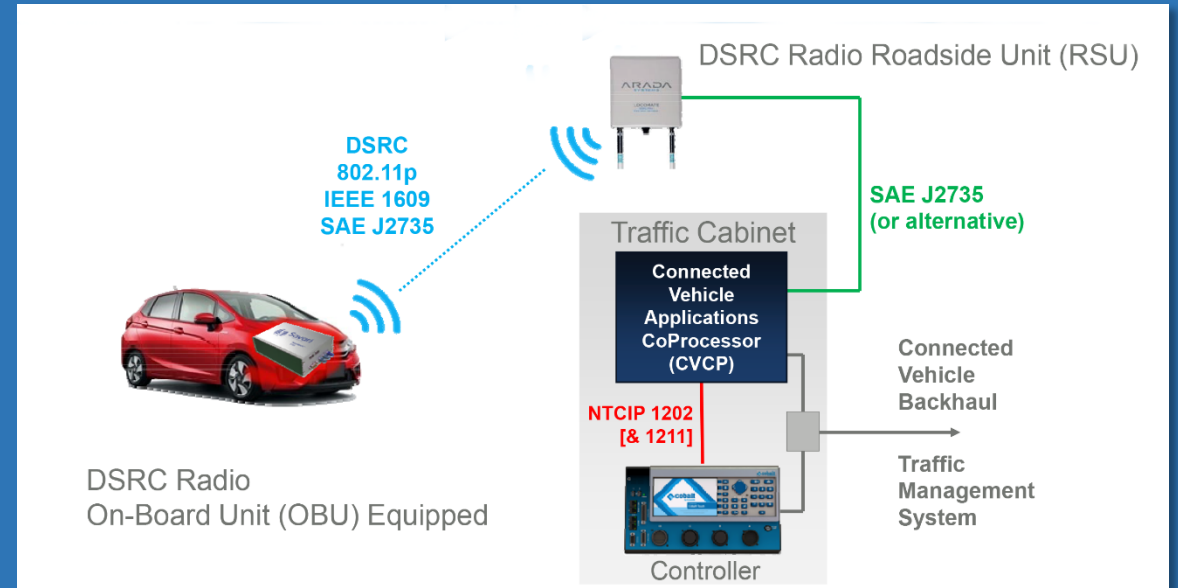 DSRC Radio Roadside Unit (RSU)
ARADA
DSRC
802.11p
IEEE 1609
SAE J2735
SAE J2735
(or alternative)
Traffic Cabinet
Connected
Vehicle
Applications
CoProcessor
(CVCP)
Connected
Vehicle
Backhaul
NTCIP 1202
[& 1211]
Savari
Traffic
Management
System
DSRC Radio
On-Board Unit (OBU) Equipped
cobalt
Controller